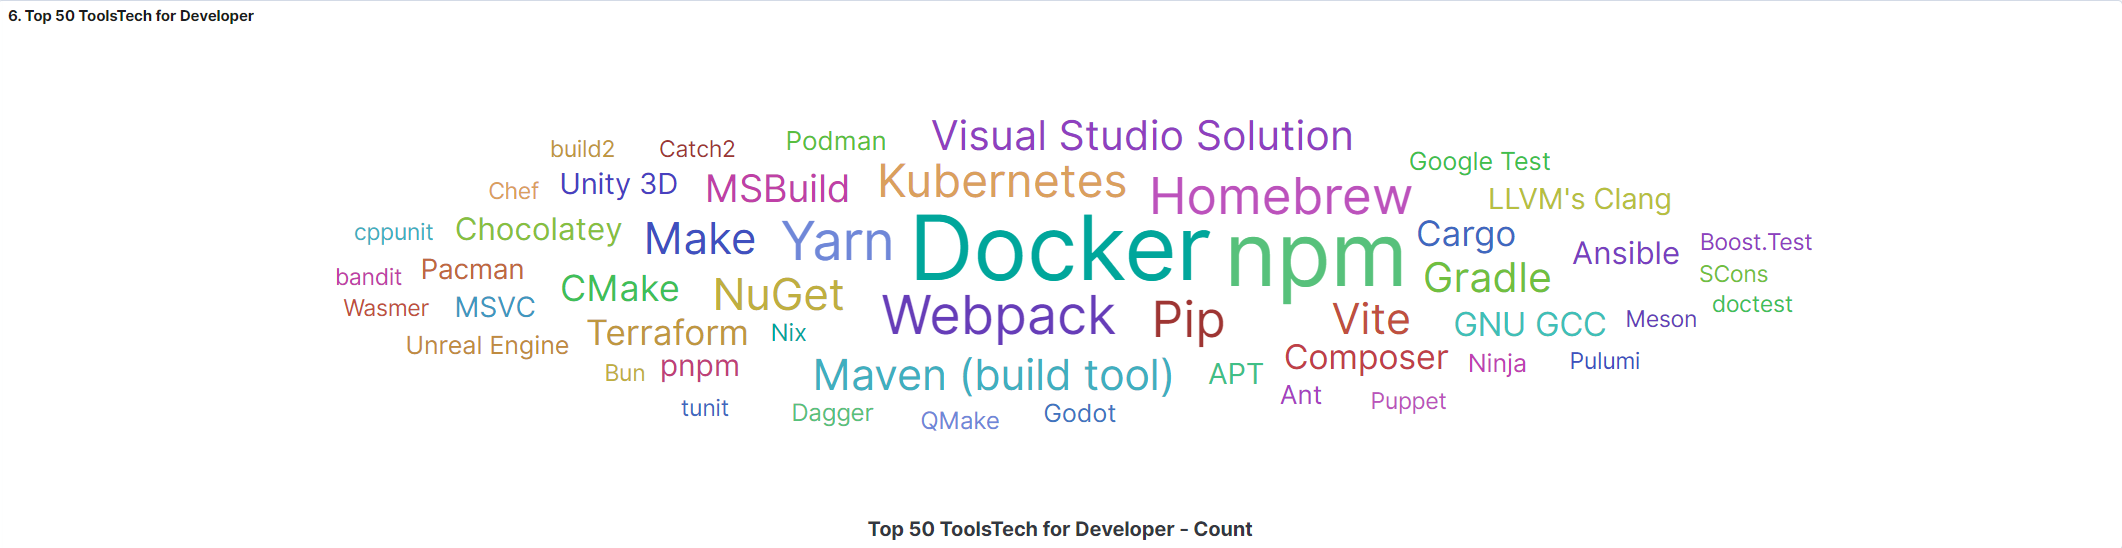 6. Top 50 ToolsTech for Developer
Visual Studio Solution
build2 Catch2 Podman
Google Test
Chef Unity 3D MSBuild Kubernetes Homebrew LLVM's Clang
cppunit Chocolatey Make Yarn Docker npm Cargo Ansible Boost.Test
bandit Pacman CMake NuGet Gradle SCons
Wasmer MSVC Webpack Pip Vite GNU GCC Meson doctest
Unreal Engine Terraform Nix
Bun pnpm Maven (build tool) APT Composer Ninja Pulumi
Ant Puppet
tunit Dagger QMake Godot
Top 50 ToolsTech for Developer - Count